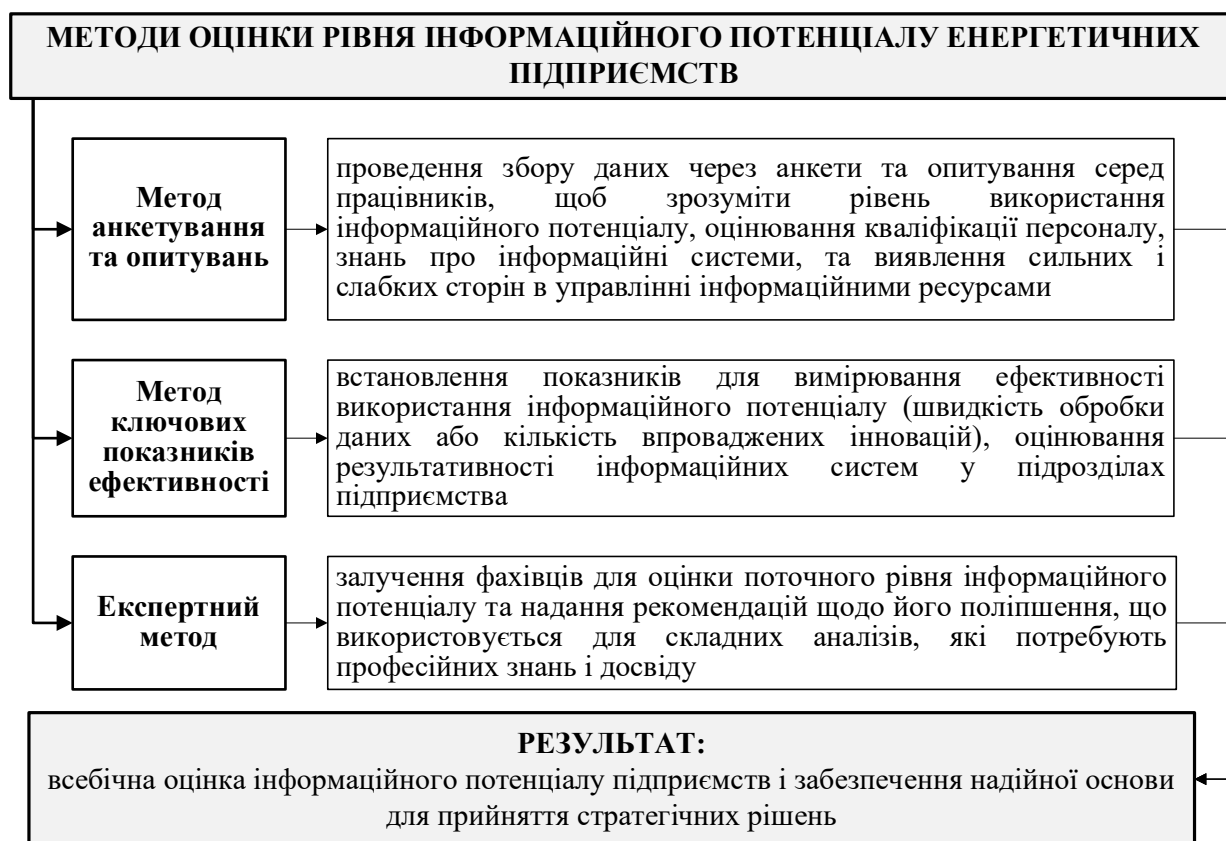 МЕТОДИ ОЦІНКИ РІВНЯ ІНФОРМАЦІЙНОГО ПОТЕНЦІАЛУ ЕНЕРГЕТИЧНИХ
ПІДПРИЄМСТВ
Метод
анкетування
та опитувань
проведення збору даних через анкети та опитування серед
працівників, щоб зрозуміти рівень використання
інформаційного потенціалу, оцінювання кваліфікації персоналу,
знань про інформаційні системи, та виявлення сильних і
слабких сторін в управлінні інформаційними ресурсами
Метод
ключових
показників
ефективності
встановлення показників для вимірювання ефективності
використання інформаційного потенціалу (швидкість обробки
даних або кількість впроваджених інновацій), оцінювання
результативності інформаційних систем у підрозділах
підприємства
Експертний
метод
залучення фахівців для оцінки поточного рівня інформаційного
потенціалу та надання рекомендацій щодо його поліпшення, що
використовується для складних аналізів, які потребують
професійних знань і досвіду
РЕЗУЛЬТАТ:
всебічна оцінка інформаційного потенціалу підприємств і забезпечення надійної основи
для прийняття стратегічних рішень